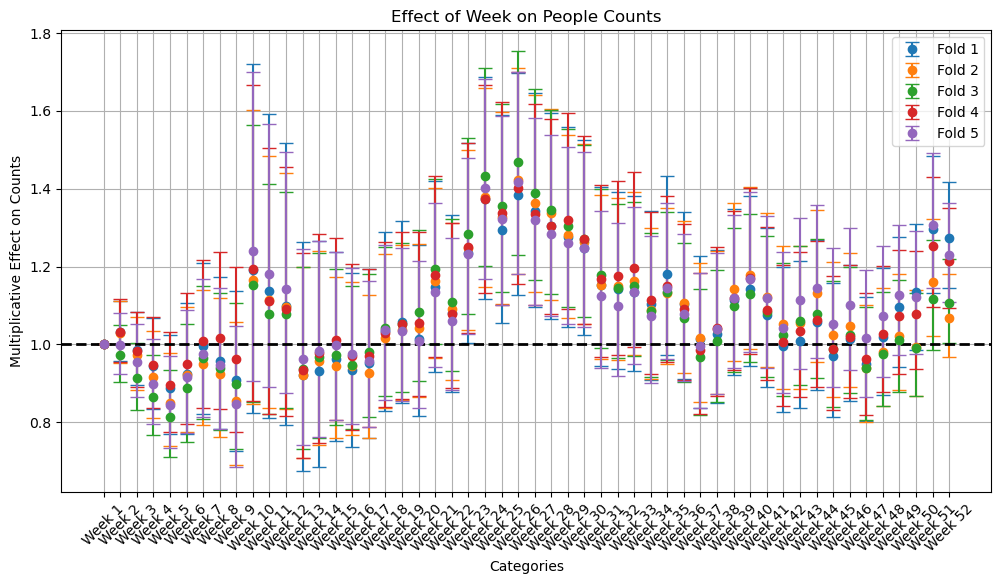 Effect of Week on People Counts
Multiplicative Effect on Counts
1.8
1.6
1.4
1.2
1.0
0.8
Fold 1
Fold 2
Fold 3
Fold 4
Fold 5
Week 1
Week 2
Week 3
Week 4
Week 5
Week 6
Week 7
Week 8
Week 9
Week 10
Week 11
Week 12
Week 13
Week 14
Week 15
Week 16
Week 17
Week 18
Week 19
Week 20
Week 21
Week 22
Week 23
Week 24
Week 25
Week 26
Week 27
Week 28
Week 29
Week 30
Week 31
Week 32
Week 33
Week 34
Week 35
Week 36
Week 37
Week 38
Week 39
Week 40
Week 41
Week 42
Week 43
Week 44
Week 45
Week 46
Week 47
Week 48
Week 49
Week 50
Week 51
Week 52
Categories